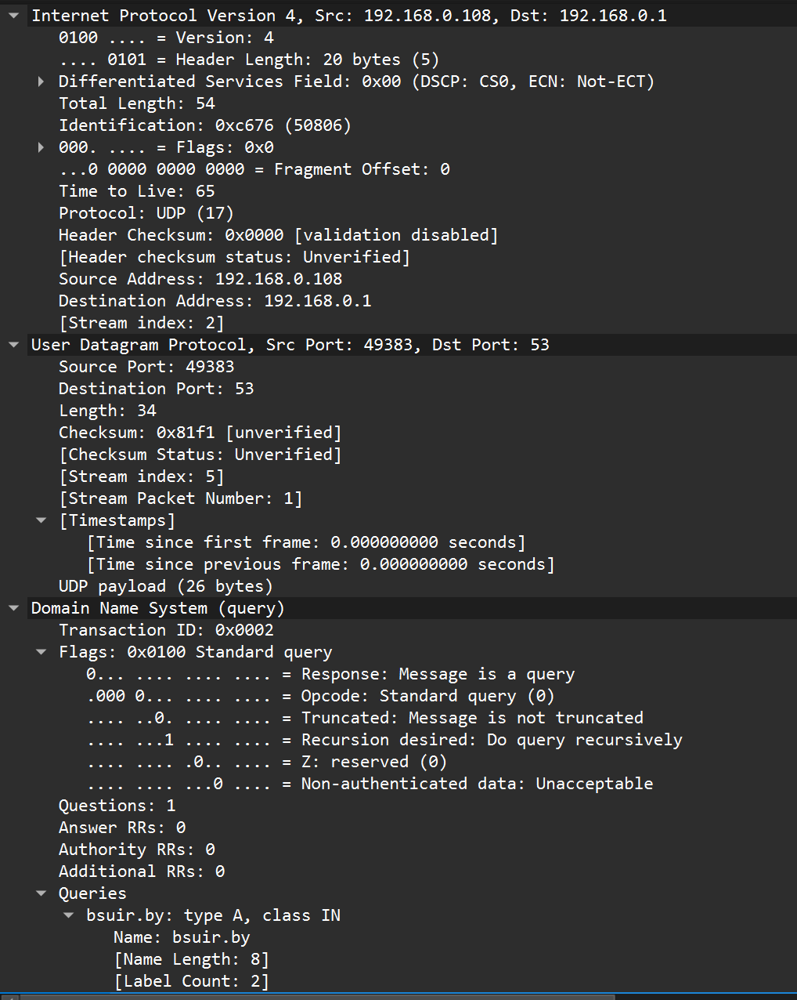 Internet Protocol Version 4, Src: 192.168.0.108, Dst: 192.168.0.1
0100 .... = Version: 4
.... 0101 = Header Length: 20 bytes (5)
Differentiated Services Field: 0x00 (DSCP: CS0, ECN: Not-ECT)
Total Length: 54
Identification: 0xc676 (50806)
000. .... = Flags: 0x0
...0 0000 0000 0000 = Fragment Offset: 0
Time to Live: 65
Protocol: UDP (17)
Header Checksum: 0x0000 [validation disabled]
[Header checksum status: Unverified]
Source Address: 192.168.0.108
Destination Address: 192.168.0.1
[Stream index: 2]
User Datagram Protocol, Src Port: 49383, Dst Port: 53
Source Port: 49383
Destination Port: 53
Length: 34
Checksum: 0x81f1 [unverified]
[Checksum Status: Unverified]
[Stream index: 5]
[Stream Packet Number: 1]
[Timestamps]
[Time since first frame: 0.000000000 seconds]
[Time since previous frame: 0.000000000 seconds]
UDP payload (26 bytes)
Domain Name System (query)
Transaction ID: 0x0002
Flags: 0x0100 Standard query
0... .... .... .... = Response: Message is a query
.000 0... .... .... = Opcode: Standard query (0)
.... ..0. .... .... = Truncated: Message is not truncated
.... ...1 .... .... = Recursion desired: Do query recursively
.... .... .0.. .... = Z: reserved (0)
.... .... ...0 .... = Non-authenticated data: Unacceptable
Questions: 1
Answer RRs: 0
Authority RRs: 0
Additional RRs: 0
Queries
bsuir.by: type A, class IN
Name: bsuir.by
[Name Length: 8]
[Label Count: 2]